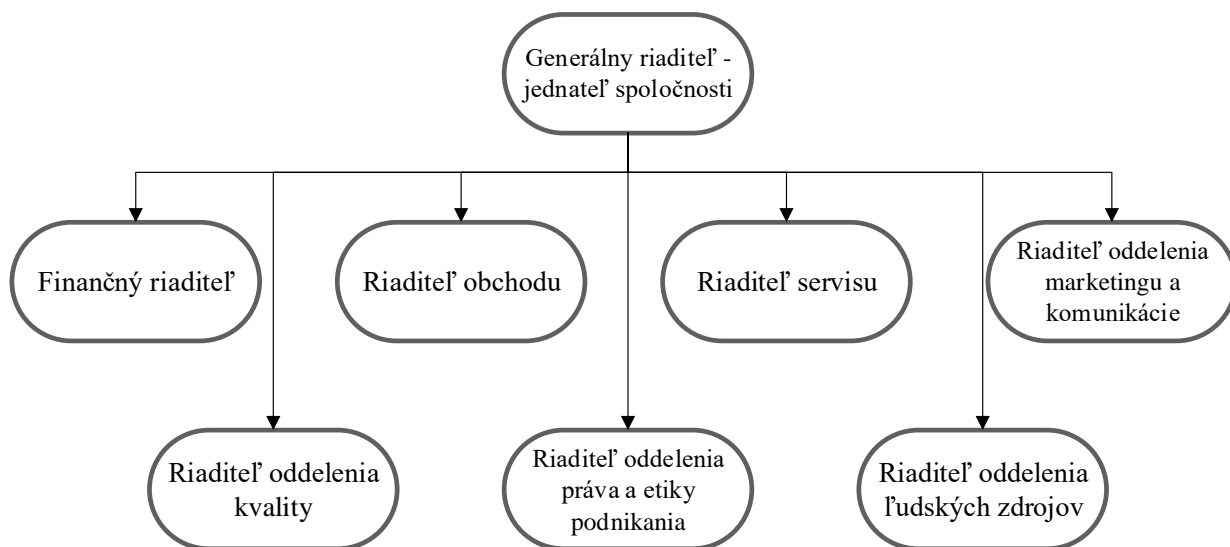 Generálny riaditeľ -
jednateľ spoločnosti
Finančný riaditeľ
Riaditeľ obchodu
Riaditeľ servisu
Riaditeľ oddelenia
marketingu a
komunikácie
Riaditeľ oddelenia
kvality
Riaditeľ oddelenia
práva a etiky
podnikania
Riaditeľ oddelenia
ľudských zdrojov